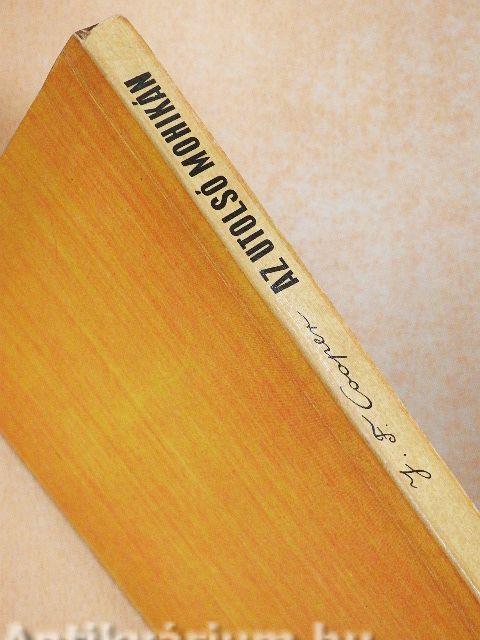 J. F. Cooper
AZ UTOLSÓ MOHIKÁN
Antikvárium.hu